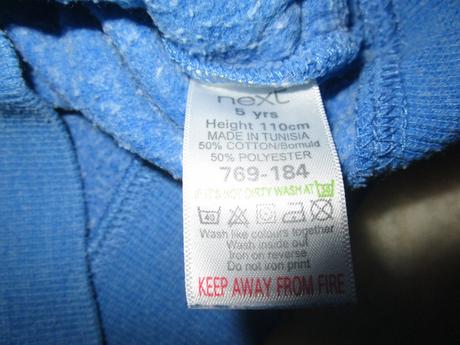 next
5 yrs
Height 110cm
MADE IN TUNISIA
50% COTTON/Bomuld
50% POLYESTER
769-184
IF IT'S NOT DIRTY WASH AT 30
40
Wash like colours together
Wash inside out
Iron on reverse
Do not iron print
KEEP AWAY FROM FIRE